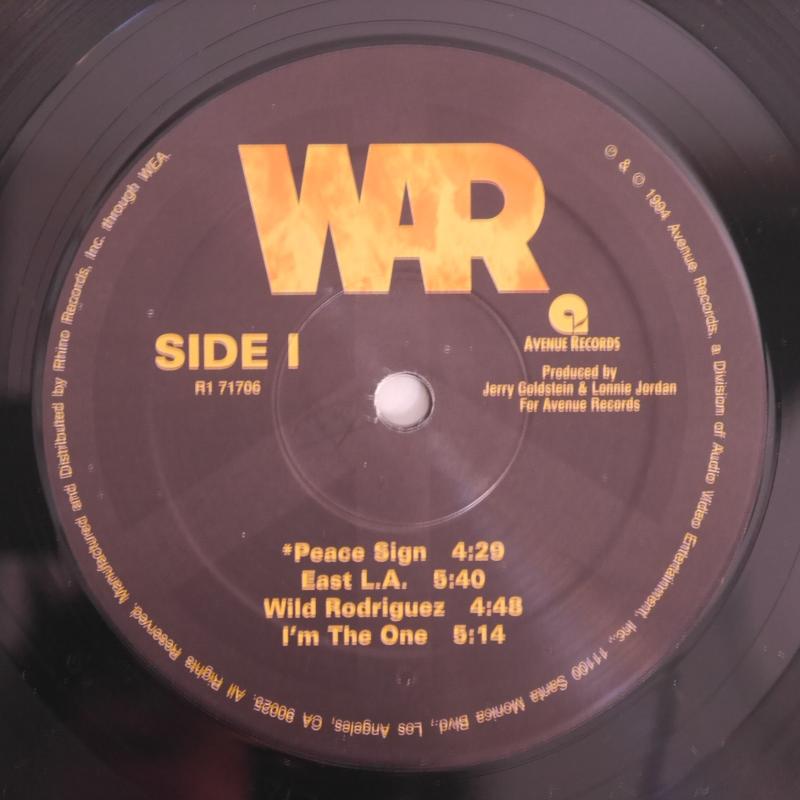 WAR
SIDE I
R1 71706
AVENUE RECORDS
Produced by
Jerry Goldstein & Lonnie Jordan
For Avenue Records
*Peace Sign 4:29
East L.A. 5:40
Wild Rodriguez 4:48
I'm The One 5:14
℗ & © 1994 Avenue Records, a Division of Audio Video Entertainment, Inc., 11100 Santa Monica Blvd., Los Angeles, CA 90025. All Rights Reserved. Manufactured and Distributed by Rhino Records, Inc. through WEA.